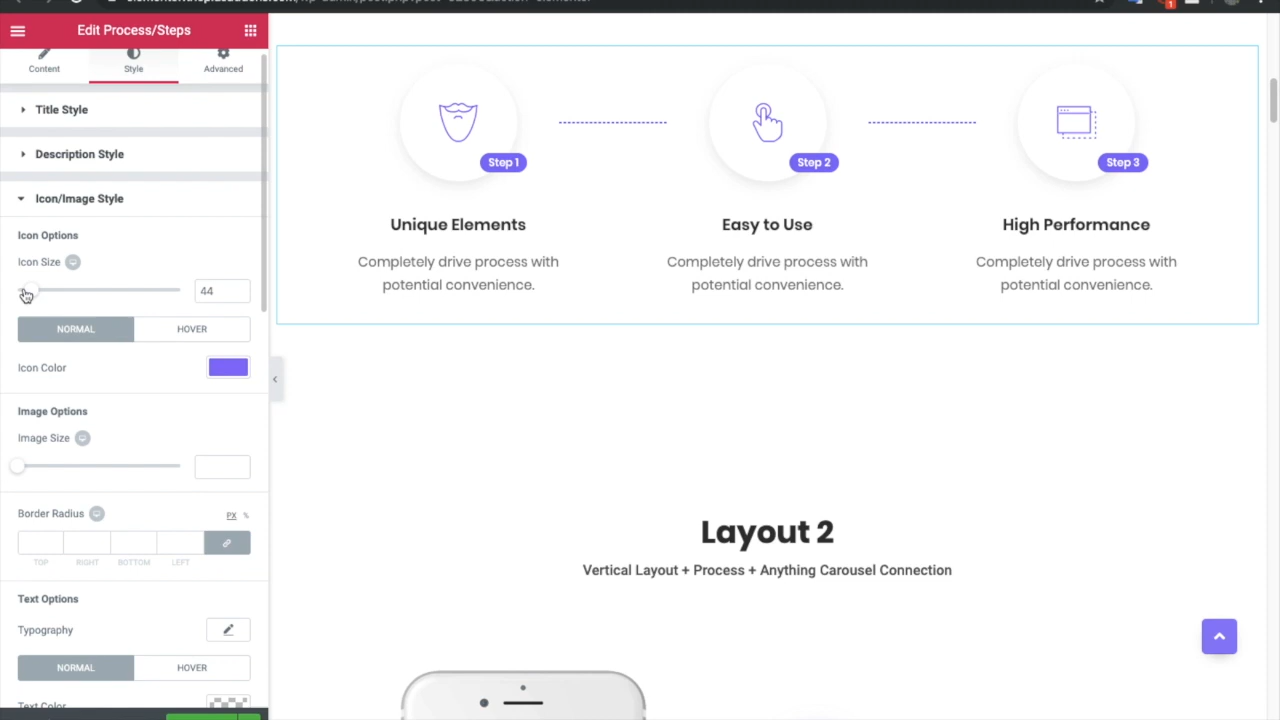 Edit Process/Steps
Content
Style
Advanced
Title Style
Description Style
Icon/Image Style
Icon Options
Icon Size
44
NORMAL
HOVER
Icon Color
Image Options
Image Size
Border Radius
PX %
TOP RIGHT BOTTOM LEFT
Text Options
Typography
NORMAL
HOVER
Text Color
Step 1
Step 2
Step 3
Unique Elements
Completely drive process with
potential convenience.
Easy to Use
Completely drive process with
potential convenience.
High Performance
Completely drive process with
potential convenience.
Layout 2
Vertical Layout + Process + Anything Carousel Connection